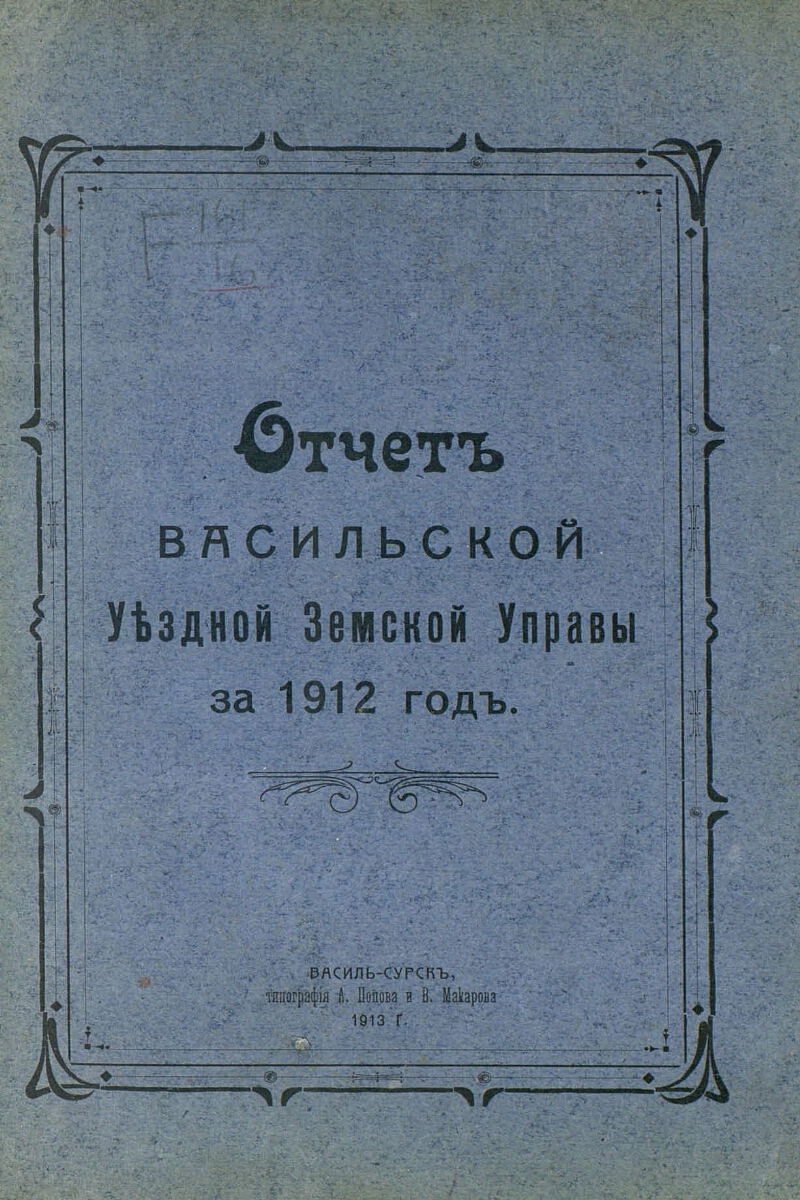 Отчетъ
ВАСИЛЬСКОЙ
Уѣздной Земской Управы
за 1912 годъ.
ВАСИЛЬ-СУРСКЪ,
типографія А. Попова и В. Макарова
1913 Г.